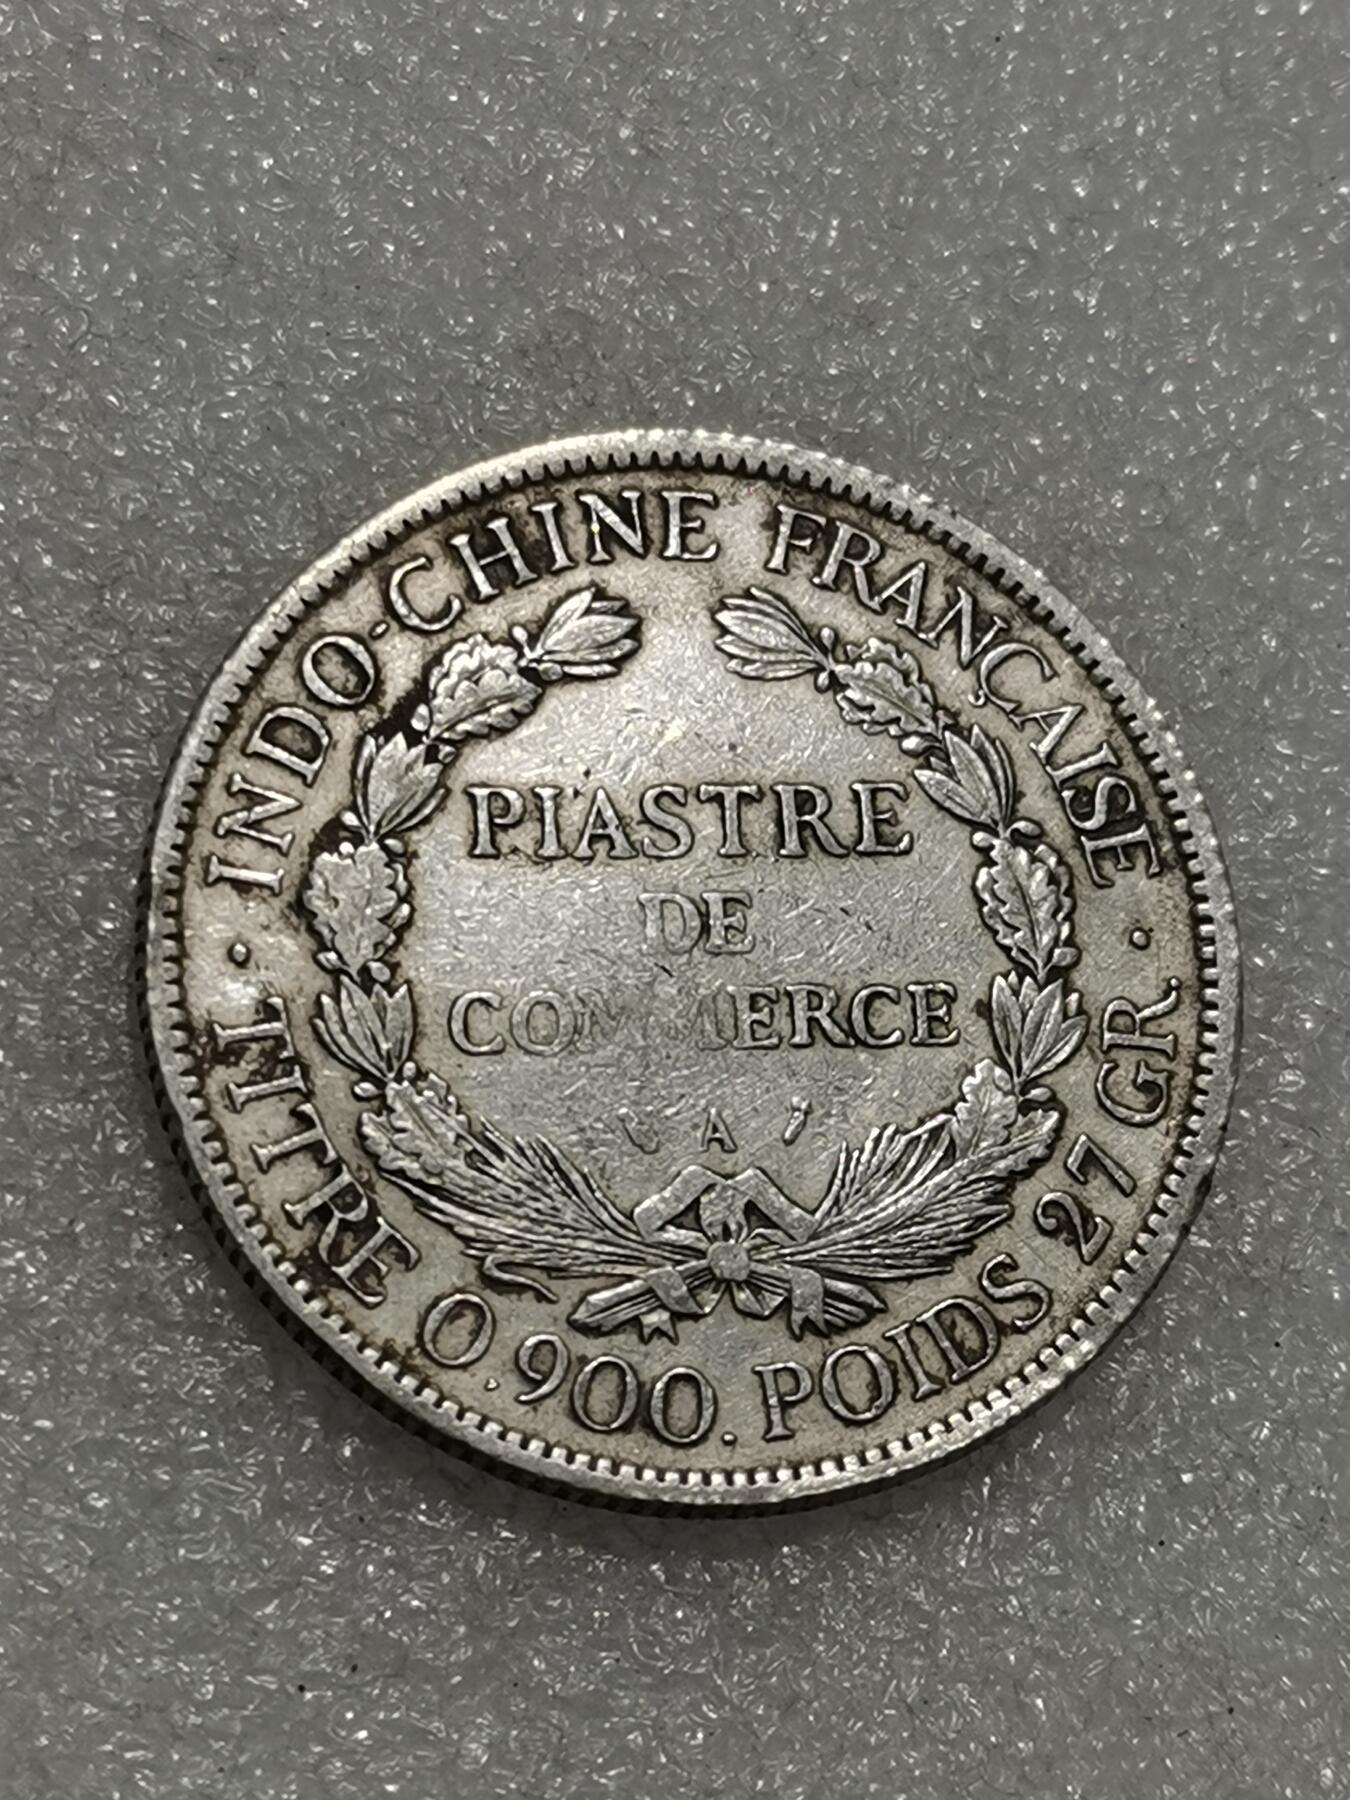 INDO-CHINE FRANÇAISE
PIASTRE
DE
COMMERCE
A
TITRE 0.900. POIDS 27 GR.